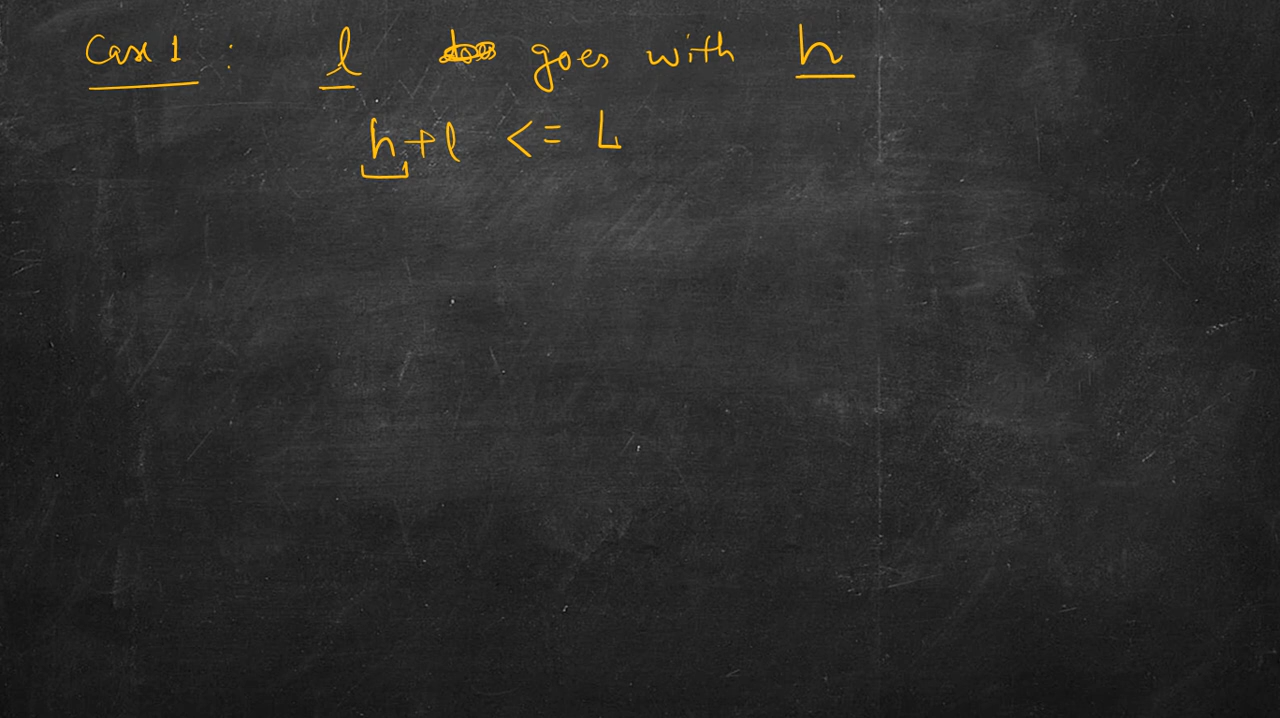 Case 1 : l goes with h
h+l <= L